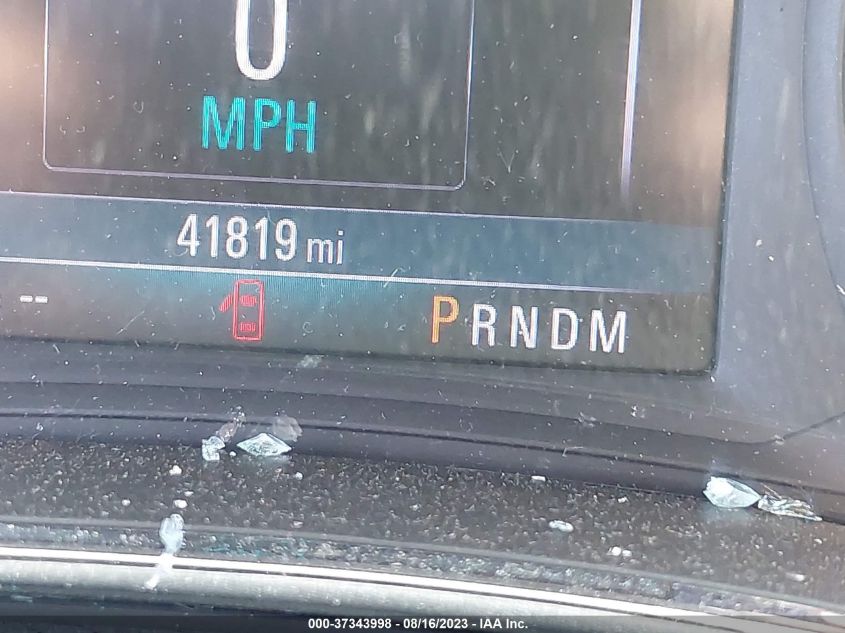 0
MPH
41819 mi
--
PRNDM
000-37343998 - 08/16/2023 - IAA Inc.